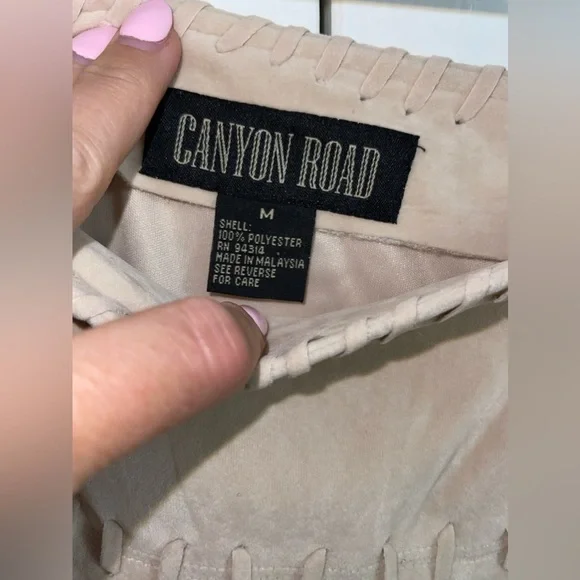 CANYON ROAD
M
SHELL:
100% POLYESTER
RN 94314
MADE IN MALAYSIA
SEE REVERSE
FOR CARE